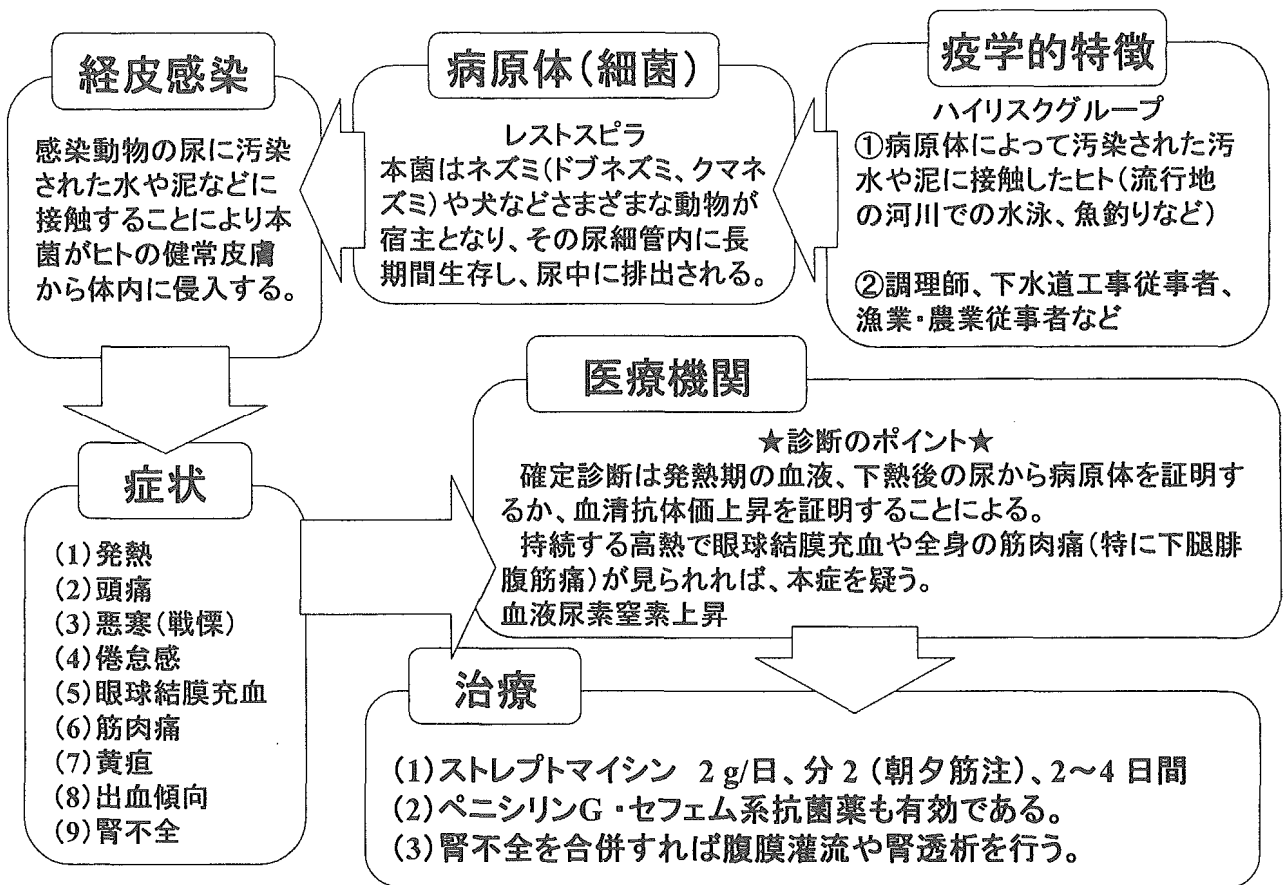 疫学的特徴
ハイリスクグループ
①病原体によって汚染された汚
水や泥に接触したヒト（流行地
の河川での水泳、魚釣りなど）
②調理師、下水道工事従事者、
漁業・農業従事者など
病原体（細菌）
レストスピラ
本菌はネズミ（ドブネズミ、クマネ
ズミ）や犬などさまざまな動物が
宿主となり、その尿細管内に長
期間生存し、尿中に排出される。
経皮感染
感染動物の尿に汚染
された水や泥などに
接触することにより本
菌がヒトの健常皮膚
から体内に侵入する。
症状
(1)発熱
(2)頭痛
(3)悪寒（戦慄）
(4)倦怠感
(5)眼球結膜充血
(6)筋肉痛
(7)黄疸
(8)出血傾向
(9)腎不全
医療機関
★診断のポイント★
確定診断は発熱期の血液、下熱後の尿から病原体を証明す
るか、血清抗体価上昇を証明することによる。
持続する高熱で眼球結膜充血や全身の筋肉痛（特に下腿腓
腹筋痛）が見られれば、本症を疑う。
血液尿素窒素上昇
治療
(1)ストレプトマイシン 2 g/日、分2（朝夕筋注）、2～4 日間
(2)ペニシリンG・セフェム系抗菌薬も有効である。
(3)腎不全を合併すれば腹膜灌流や腎透析を行う。